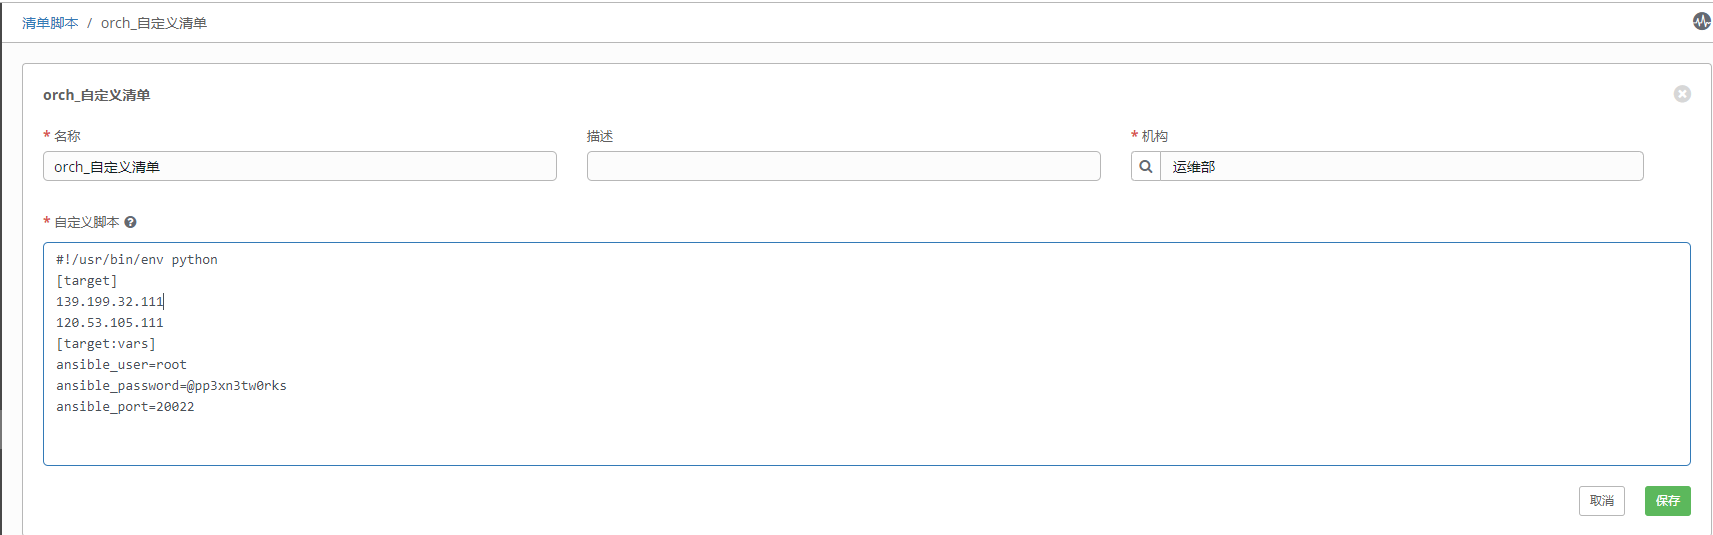 清单脚本 / orch_自定义清单
orch_自定义清单
* 名称
描述
* 机构
orch_自定义清单
运维部
* 自定义脚本
#!/usr/bin/env python
[target]
139.199.32.111
120.53.105.111
[target:vars]
ansible_user=root
ansible_password=@pp3xn3tw0rks
ansible_port=20022
取消
保存